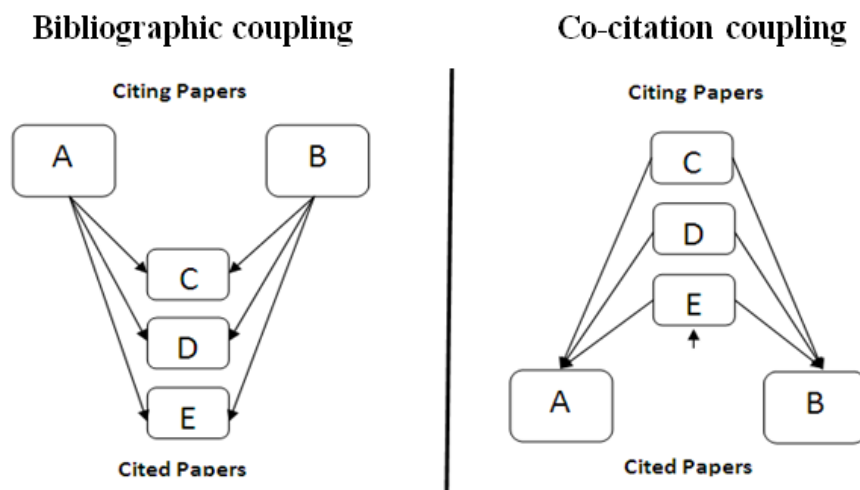 Bibliographic coupling
Citing Papers
A
B
C
D
E
Cited Papers
Co-citation coupling
Citing Papers
C
D
E
A
B
Cited Papers